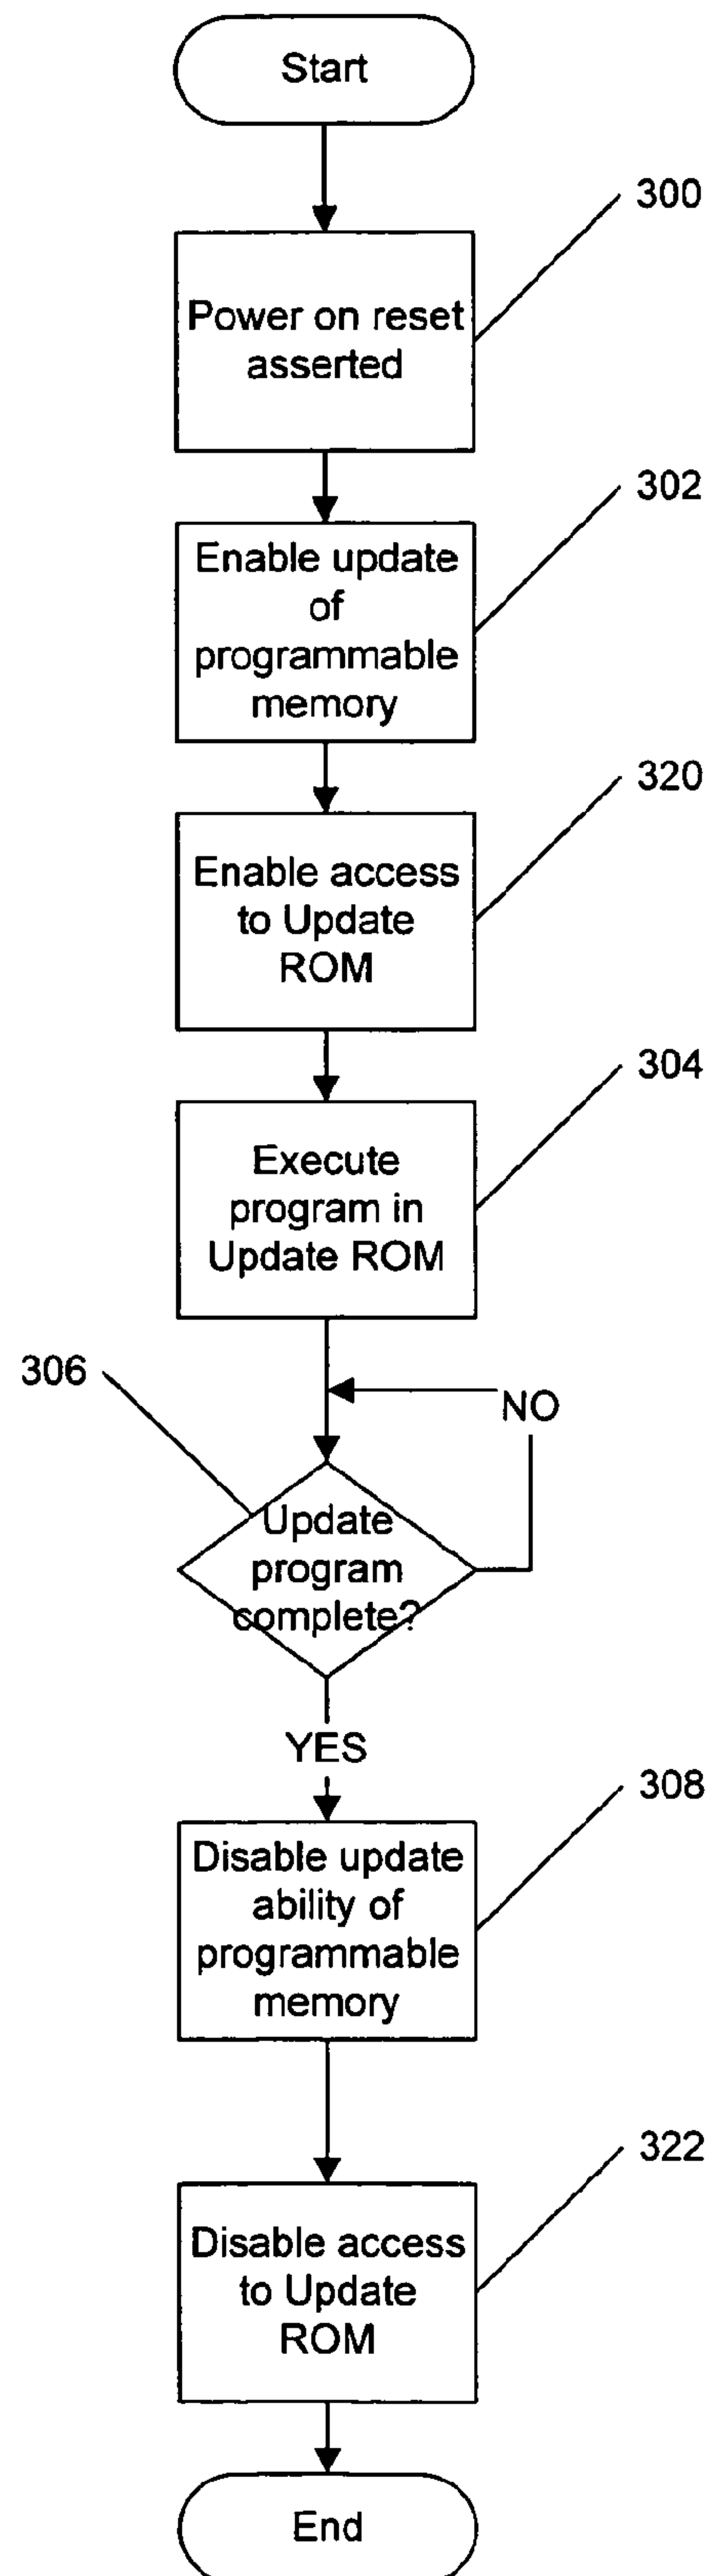 Start
300
Power on reset
asserted
302
Enable update
of
programmable
memory
320
Enable access
to Update
ROM
304
Execute
program in
Update ROM
306
NO
Update
program
complete?
YES
308
Disable update
ability of
programmable
memory
322
Disable access
to Update
ROM
End